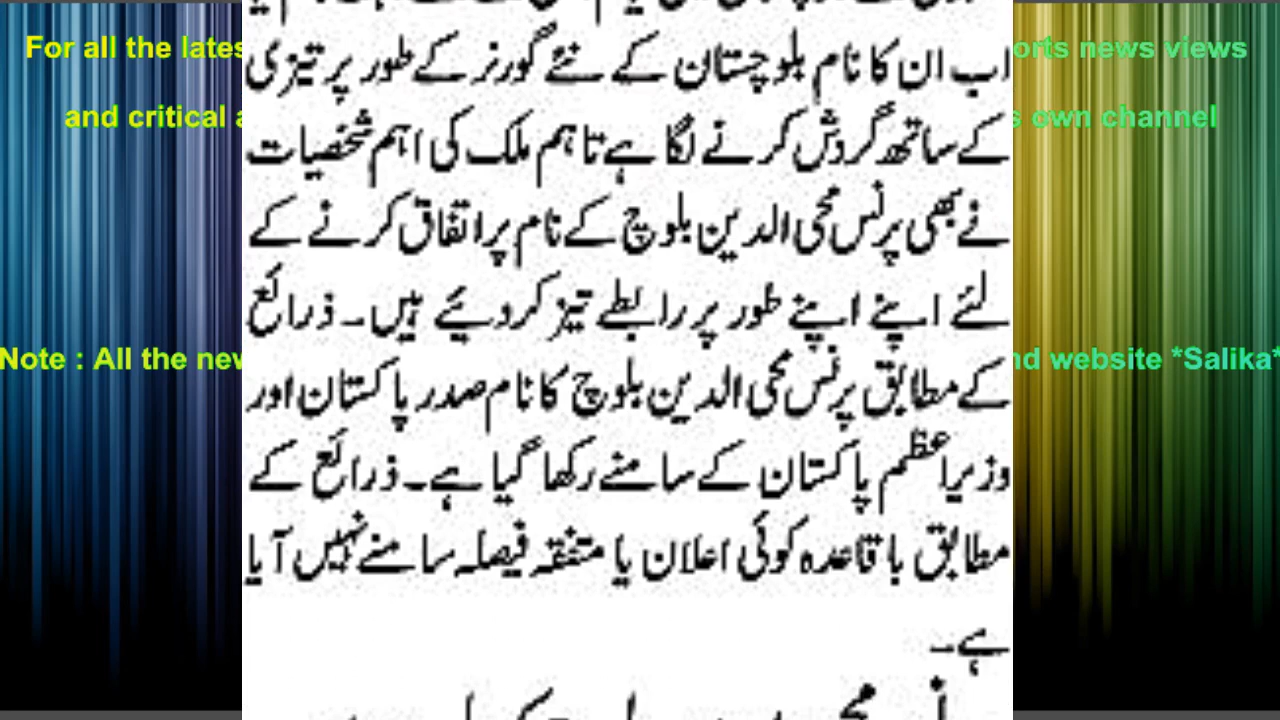 For all the lates
orts news views
and critical a
s own channel
Note : All the new
nd website *Salika*
اب ان کا نام بلوچستان کے نئے گورنر کے طور پر تیزی
کے ساتھ گردش کرنے لگا ہے تاہم ملک کی اہم شخصیات
نے بھی پرنس محی الدین بلوچ کے نام پر اتفاق کرنے کے
لئے اپنے اپنے طور پر رابطے تیز کردیئے ہیں۔ ذرائع
کے مطابق پرنس محی الدین بلوچ کا نام صدر پاکستان اور
وزیراعظم پاکستان کے سامنے رکھا گیا ہے۔ ذرائع کے
مطابق باقاعدہ کوئی اعلان یا متفقہ فیصلہ سامنے نہیں آیا
ہے۔